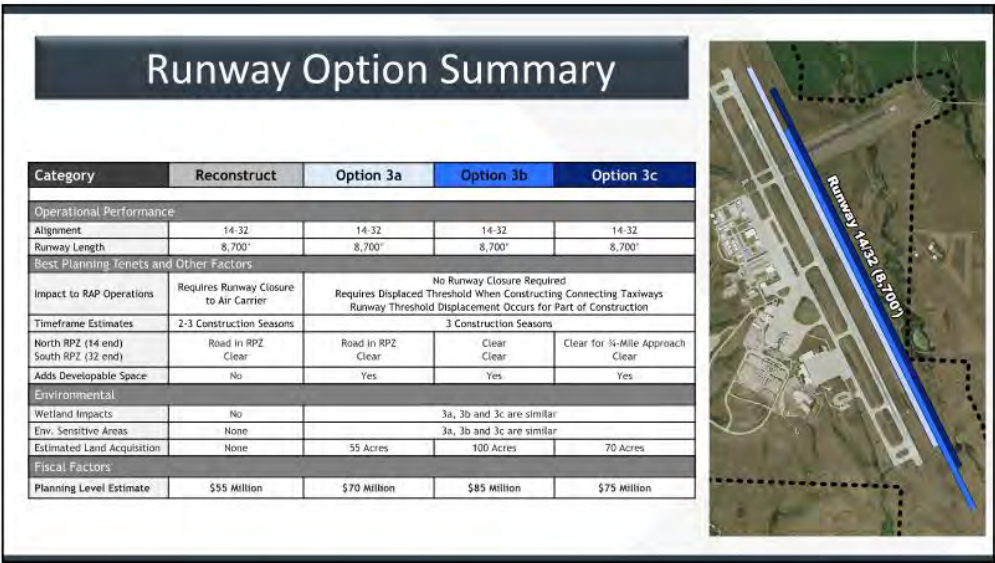 Runway Option Summary
Category Reconstruct Option 3a Option 3b Option 3c
Operational Performance
Alignment 14-32 14-32 14-32 14-32
Runway Length 8,700' 8,700' 8,700' 8,700'
Best Planning Tenets and Other Factors
Impact to RAP Operations
Requires Runway Closure
to Air Carrier
No Runway Closure Required
Requires Displaced Threshold When Constructing Connecting Taxiways
Runway Threshold Displacement Occurs for Part of Construction
Timeframe Estimates 2-3 Construction Seasons 3 Construction Seasons
North RPZ (14 end) Road in RPZ Road in RPZ Clear Clear for ¾-Mile Approach
South RPZ (32 end) Clear Clear Clear Clear
Adds Developable Space No Yes Yes Yes
Environmental
Wetland Impacts No 3a, 3b and 3c are similar
Env. Sensitive Areas None 3a, 3b and 3c are similar
Estimated Land Acquisition None 55 Acres 100 Acres 70 Acres
Fiscal Factors
Planning Level Estimate $55 Million $70 Million $85 Million $75 Million
Runway 14/32 (8,700')